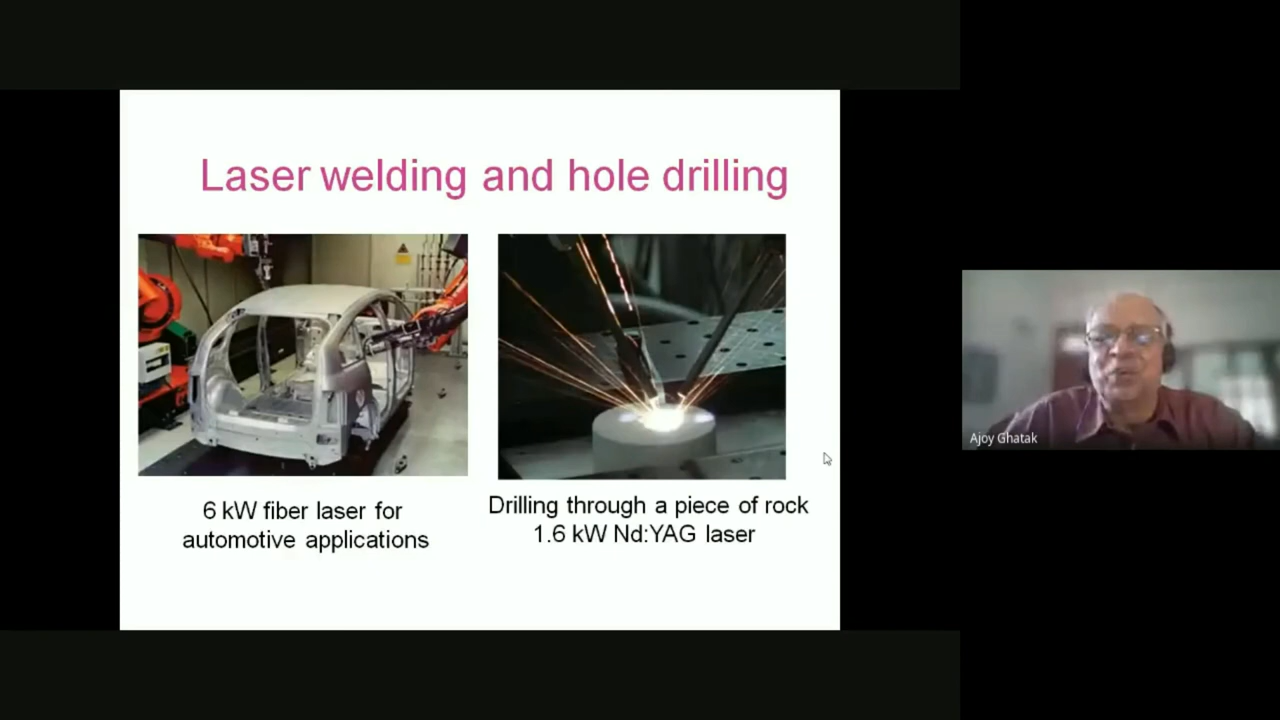 Laser welding and hole drilling
6 kW fiber laser for
automotive applications
Drilling through a piece of rock
1.6 kW Nd:YAG laser
Ajoy Ghatak